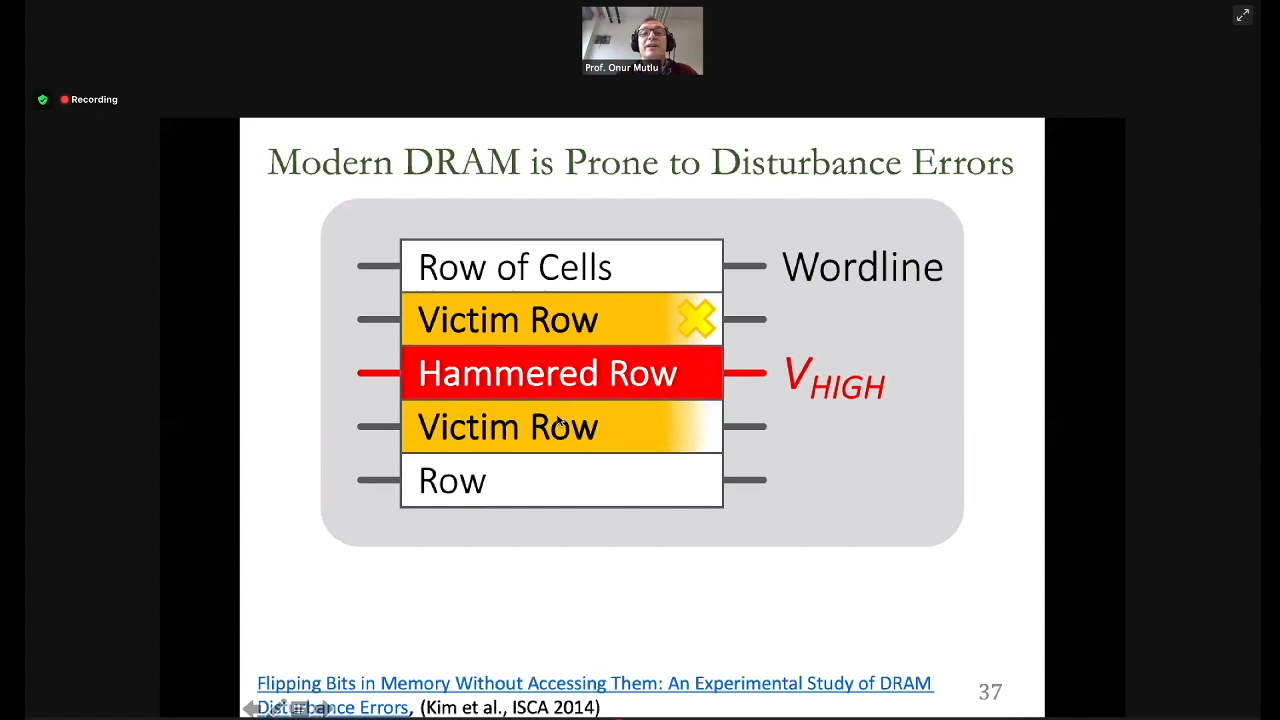 Prof. Onur Mutlu
Recording
Modern DRAM is Prone to Disturbance Errors
Row of Cells
Wordline
Victim Row
Hammered Row
VHIGH
Victim Row
Row
Flipping Bits in Memory Without Accessing Them: An Experimental Study of DRAM
Disturbance Errors, (Kim et al., ISCA 2014)
37